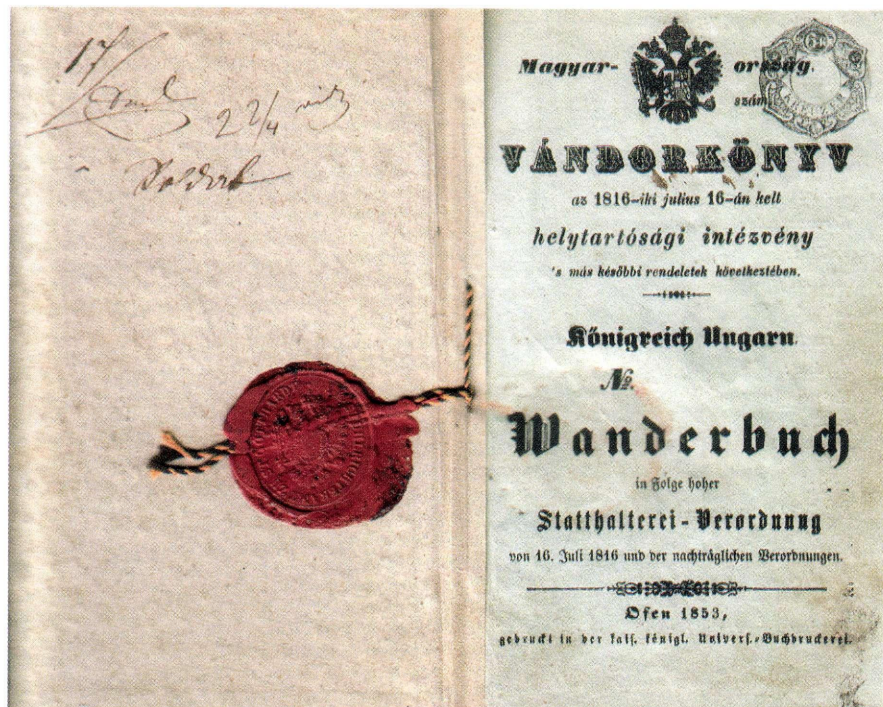 17
2 2/4
Magyar- ország.
szám
VÁNDORKÖNYV
az 1816-iki julius 16-án kelt
helytartósági intézvény
's más későbbi rendeletek következtében.
Königreich Ungarn.
No.
Wanderbuch
in Folge hoher
Statthalterei-Verordnung
von 16. Juli 1816 und der nachträglichen Verordnungen.
Ofen 1853,
gedruckt in der kais. königl. Univers.-Buchdruckerei.